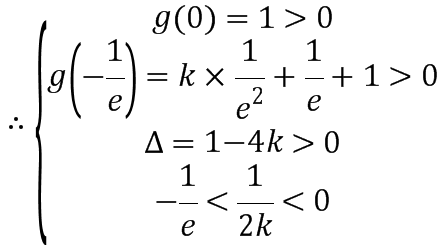 ∴ { g(0) = 1 > 0
g(−1/e) = k × 1/e² + 1/e + 1 > 0
Δ = 1−4k > 0
−1/e < 1/2k < 0